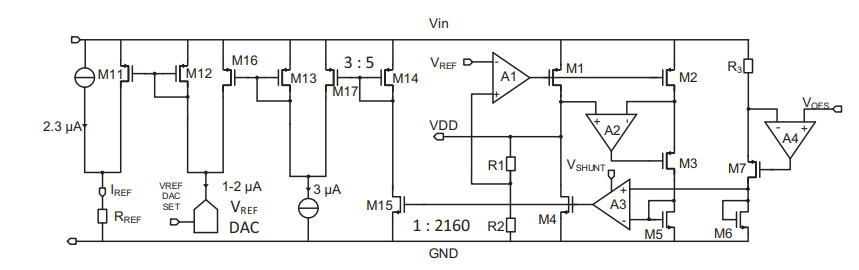 Vin
M11
M12
M16
M13
3 : 5
M17
M14
VREF
-
A1
+
M1
M2
R3
VOFS
2.3 µA
VDD
+
-
A2
-
+
A4
R1
VSHUNT
M3
M7
IREF
VREF
DAC
SET
1-2 µA
3 µA
RREF
VREF
DAC
M15
1 : 2160
R2
M4
+
A3
-
M5
M6
GND